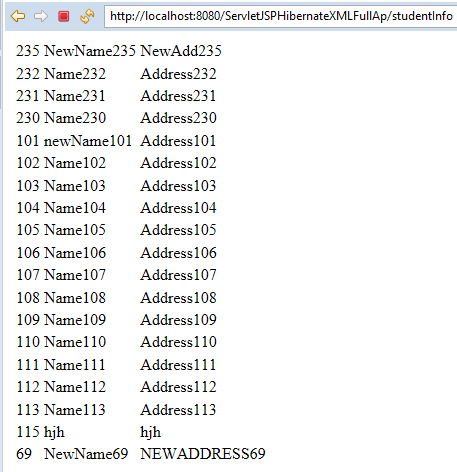 http://localhost:8080/ServletJSPHibernateXMLFullAp/studentInfo
235 NewName235 NewAdd235
232 Name232 Address232
231 Name231 Address231
230 Name230 Address230
101 newName101 Address101
102 Name102 Address102
103 Name103 Address103
104 Name104 Address104
105 Name105 Address105
106 Name106 Address106
107 Name107 Address107
108 Name108 Address108
109 Name109 Address109
110 Name110 Address110
111 Name111 Address111
112 Name112 Address112
113 Name113 Address113
115 hjh hjh
69 NewName69 NEWADDRESS69